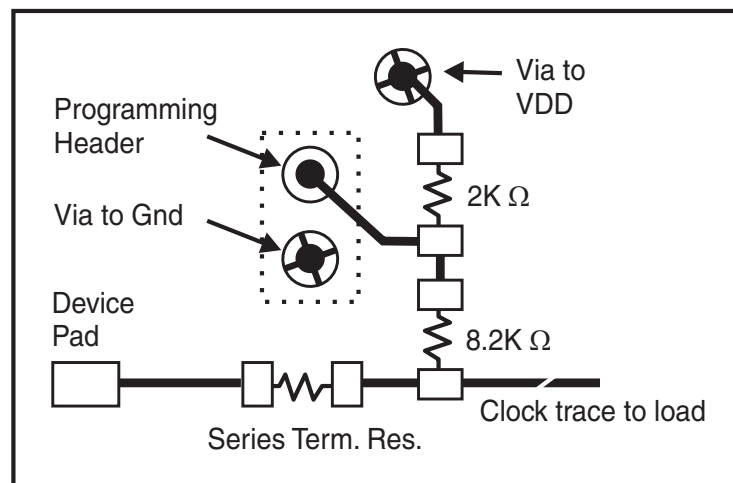 Via to
VDD
Programming
Header
2K Ω
Via to Gnd
Device
Pad
8.2K Ω
Clock trace to load
Series Term. Res.